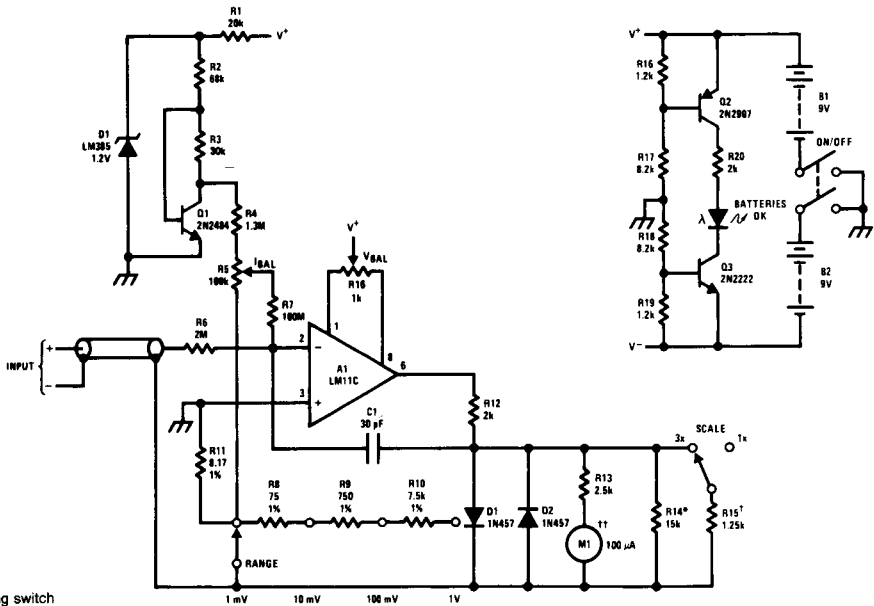 R1
20k
V+
R2
68k
D1
LM385
1.2V
R3
30k
Q1
2N2484
R4
1.3M
R5
100k
IBAL
R7
100M
V+
VBAL
R16
1k
INPUT
+
-
R6
2M
2
3
-
+
1
8
6
A1
LM11C
C1
30 pF
R12
2k
R11
8.17
1%
R8
75
1%
R9
750
1%
R10
7.5k
1%
D1
1N457
D2
1N457
R13
2.5k
M1
††
100 μA
R14*
15k
SCALE
3x
1x
R15†
1.25k
RANGE
1 mV
10 mV
100 mV
1V
V+
R16
1.2k
Q2
2N2907
R17
8.2k
R20
2k
λ
BATTERIES
OK
R18
8.2k
Q3
2N2222
R19
1.2k
V-
B1
9V
ON/OFF
B2
9V
ng switch